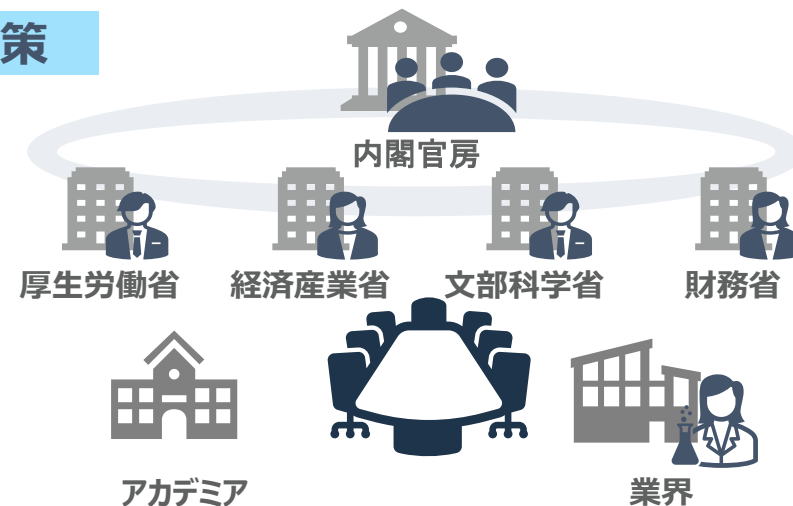 策
内閣官房
厚生労働省
経済産業省
文部科学省
財務省
アカデミア
業界